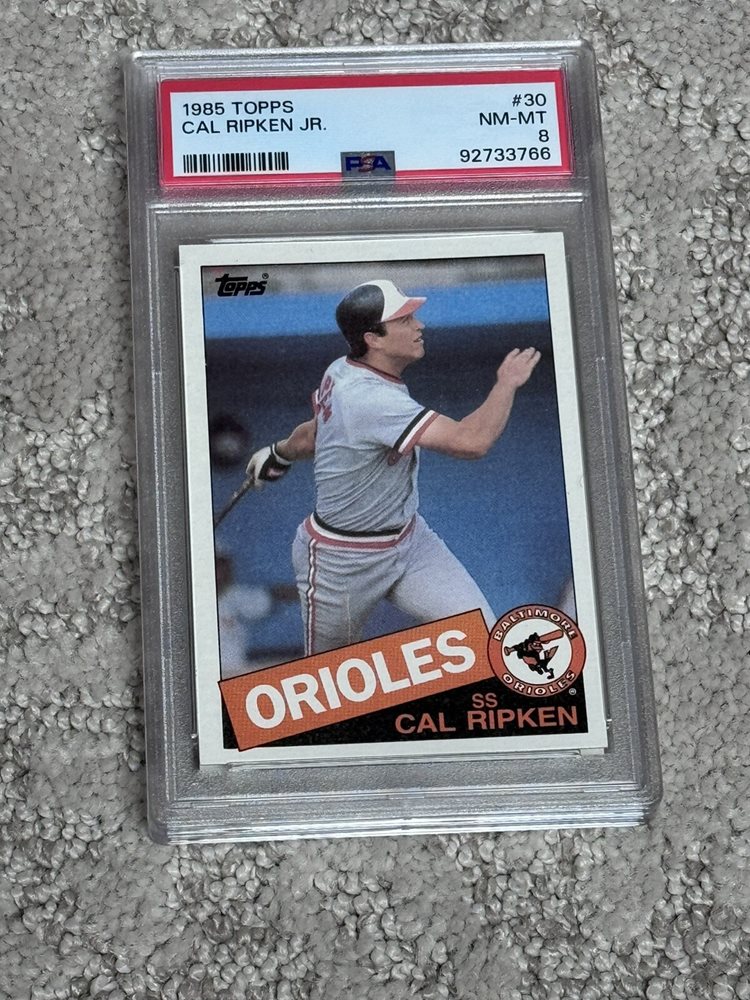 1985 TOPPS
#30
CAL RIPKEN JR.
NM-MT
8
PSA
92733766
Topps®
ORIOLES
BALTIMORE
ORIOLES
®
SS
CAL RIPKEN